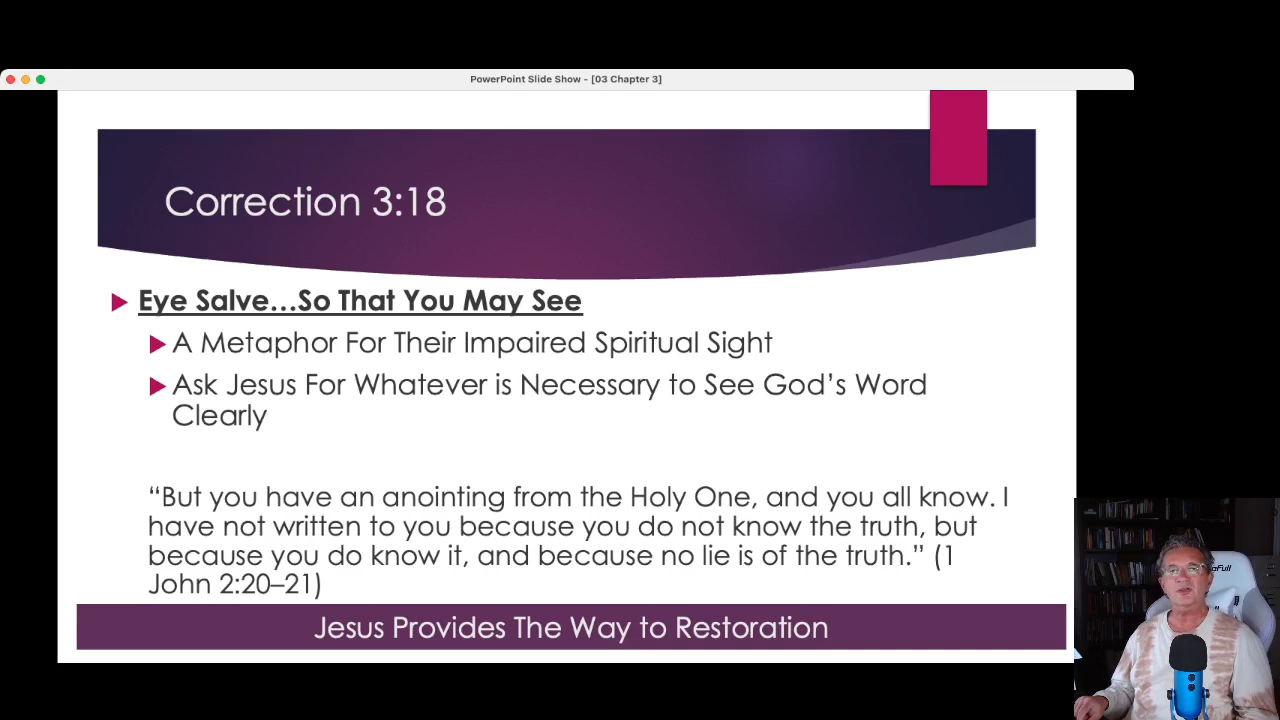 PowerPoint Slide Show - [03 Chapter 3]
Correction 3:18
Eye Salve...So That You May See
A Metaphor For Their Impaired Spiritual Sight
Ask Jesus For Whatever is Necessary to See God’s Word
Clearly
“But you have an anointing from the Holy One, and you all know. I
have not written to you because you do not know the truth, but
because you do know it, and because no lie is of the truth.” (1
John 2:20–21)
Jesus Provides The Way to Restoration